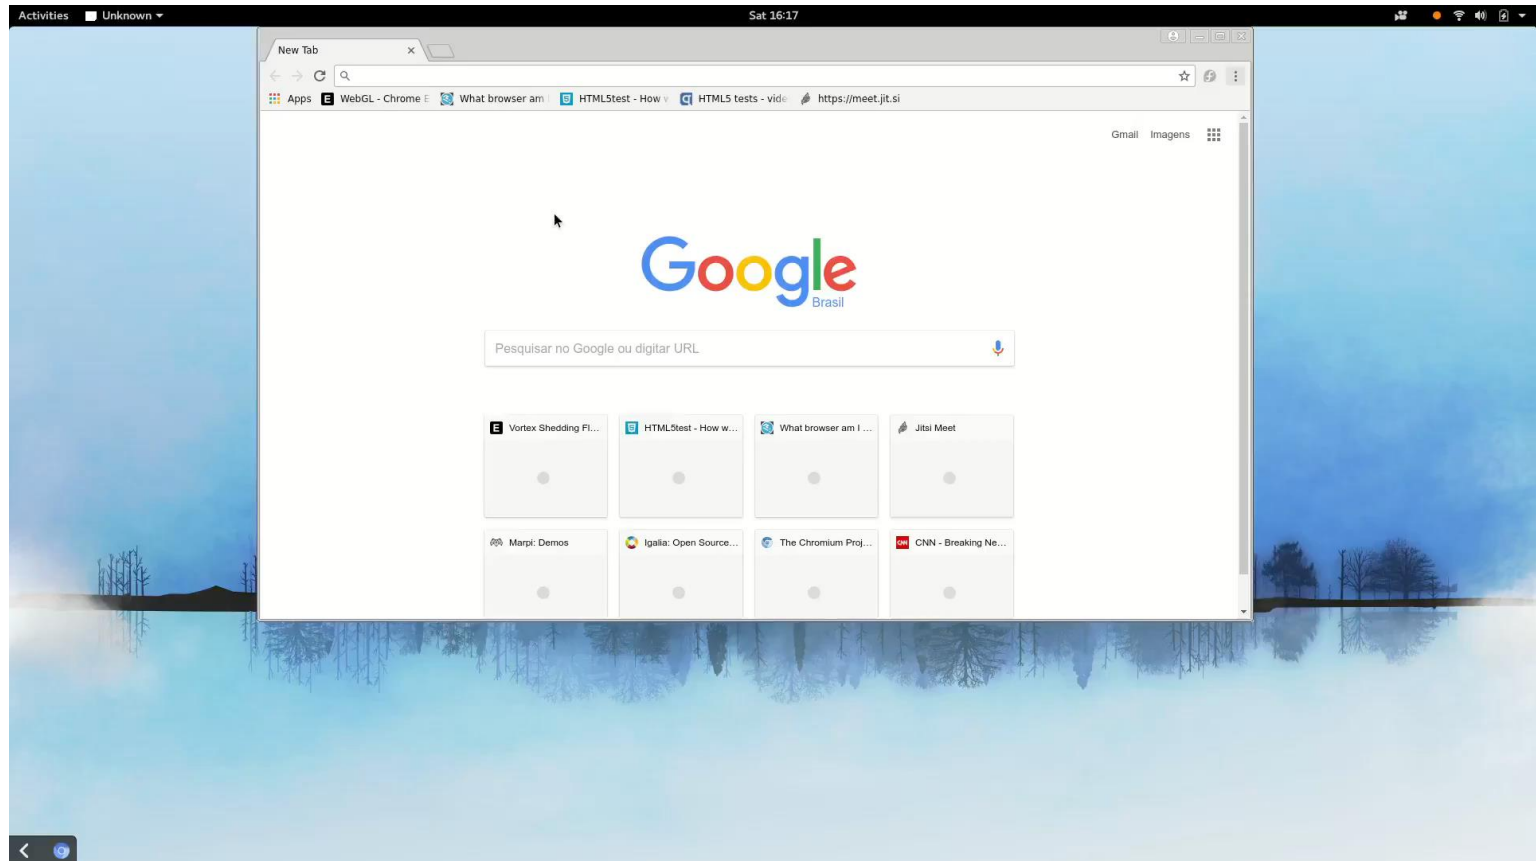 Activities Unknown Sat 16:17
New Tab
Apps WebGL - Chrome E What browser am I HTML5test - How v HTML5 tests - vide https://meet.jit.si
Gmail Imagens
Google
Brasil
Pesquisar no Google ou digitar URL
Vortex Shedding Fl... HTML5test - How w... What browser am I ... Jitsi Meet
Marpi: Demos Igalia: Open Source... The Chromium Proj... CNN - Breaking Ne...